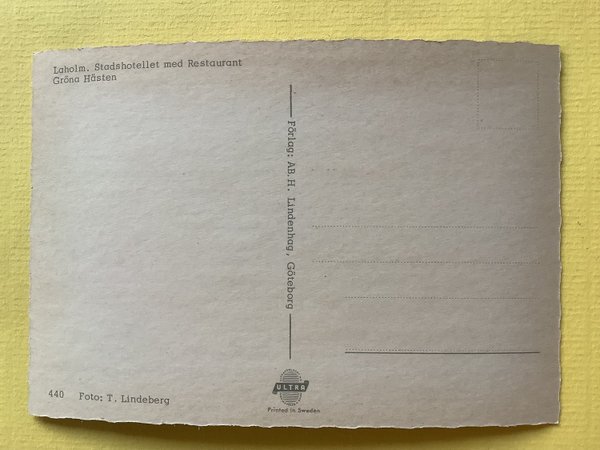 Laholm. Stadshotellet med Restaurant
Gröna Hästen
Förlag: AB. H. Lindenhag, Göteborg
440 Foto: T. Lindeberg
ULTRA
Printed in Sweden